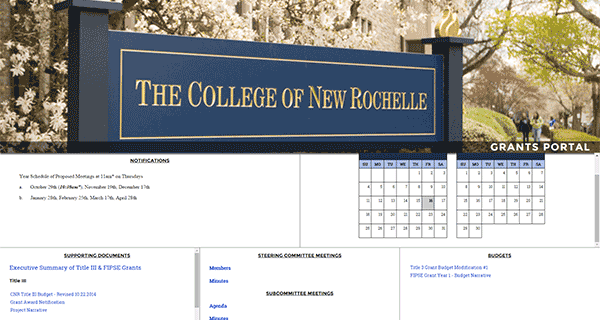 THE COLLEGE OF NEW ROCHELLE
GRANTS PORTAL
NOTIFICATIONS
Year Schedule of Proposed Meetings at 11am* on Thursdays
a. October 29th (10:30am*), November 19th, December 17th
b. January 28th, February 25th, March 17th, April 28th
SU MO TU WE TH FR SA
1 2 3
4 5 6 7 8 9 10
11 12 13 14 15 16 17
18 19 20 21 22 23 24
25 26 27 28 29 30 31
SU MO TU WE TH FR SA
1 2 3 4 5 6 7
8 9 10 11 12 13 14
15 16 17 18 19 20 21
22 23 24 25 26 27 28
29 30
SUPPORTING DOCUMENTS
Executive Summary of Title III & FIPSE Grants
Title III
CNR Title III Budget - Revised 03.22.2016
Grant Award Notification
Project Narrative
STEERING COMMITTEE MEETINGS
Members
Minutes
SUBCOMMITTEE MEETINGS
Agenda
Minutes
BUDGETS
Title 3 Grant Budget Modification #1
FIPSE Grant Year 1 - Budget Narrative